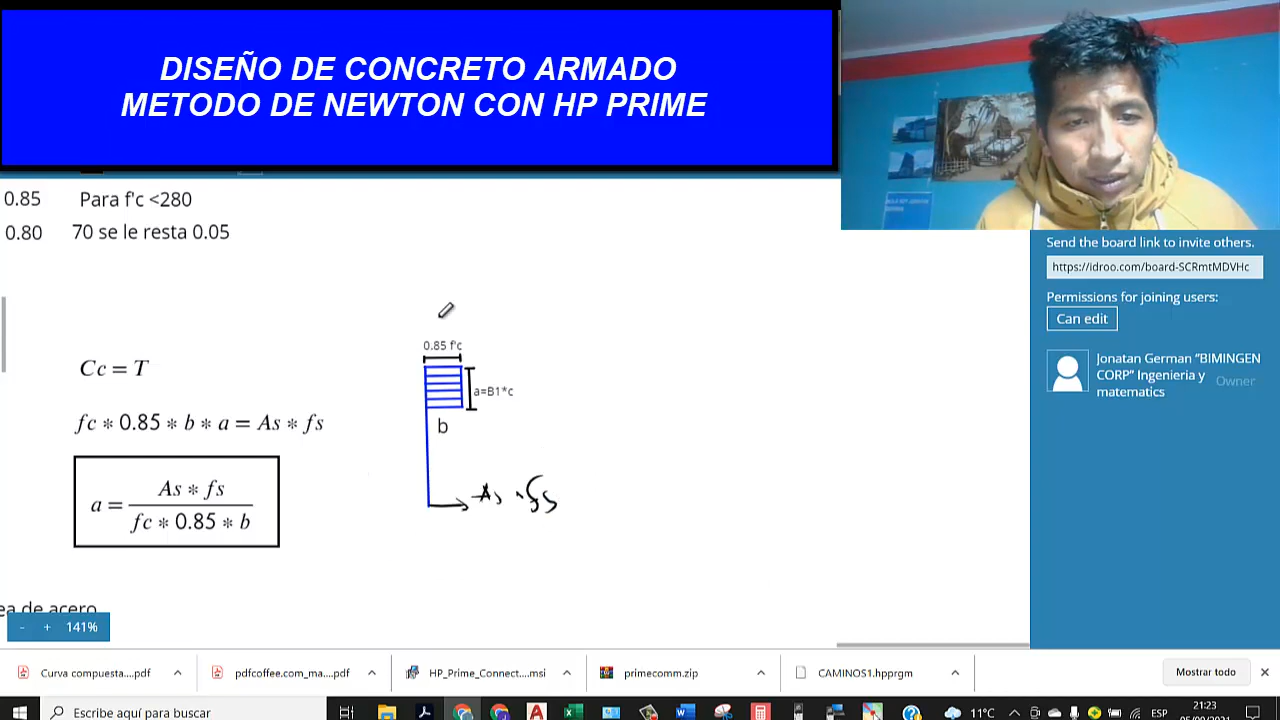 DISEÑO DE CONCRETO ARMADO
METODO DE NEWTON CON HP PRIME
0.85 Para f'c <280
0.80 70 se le resta 0.05
Send the board link to invite others.
https://idroo.com/board-SCRmtMDVHc
Permissions for joining users:
Can edit
Jonatan German “BIMINGEN
CORP” Ingenieria y
matematics
Owner
0.85 f'c
a=B1*c
b
As * fs
Cc = T
fc * 0.85 * b * a = As * fs
a = As * fs
fc * 0.85 * b
ea de acero
- + 141%
Curva compuesta....pdf
pdfcoffee.com_ma....pdf
HP_Prime_Connect....msi
primecomm.zip
CAMINOS1.hpprgm
Mostrar todo
Escribe aquí para buscar
11°C
ESP
21:23